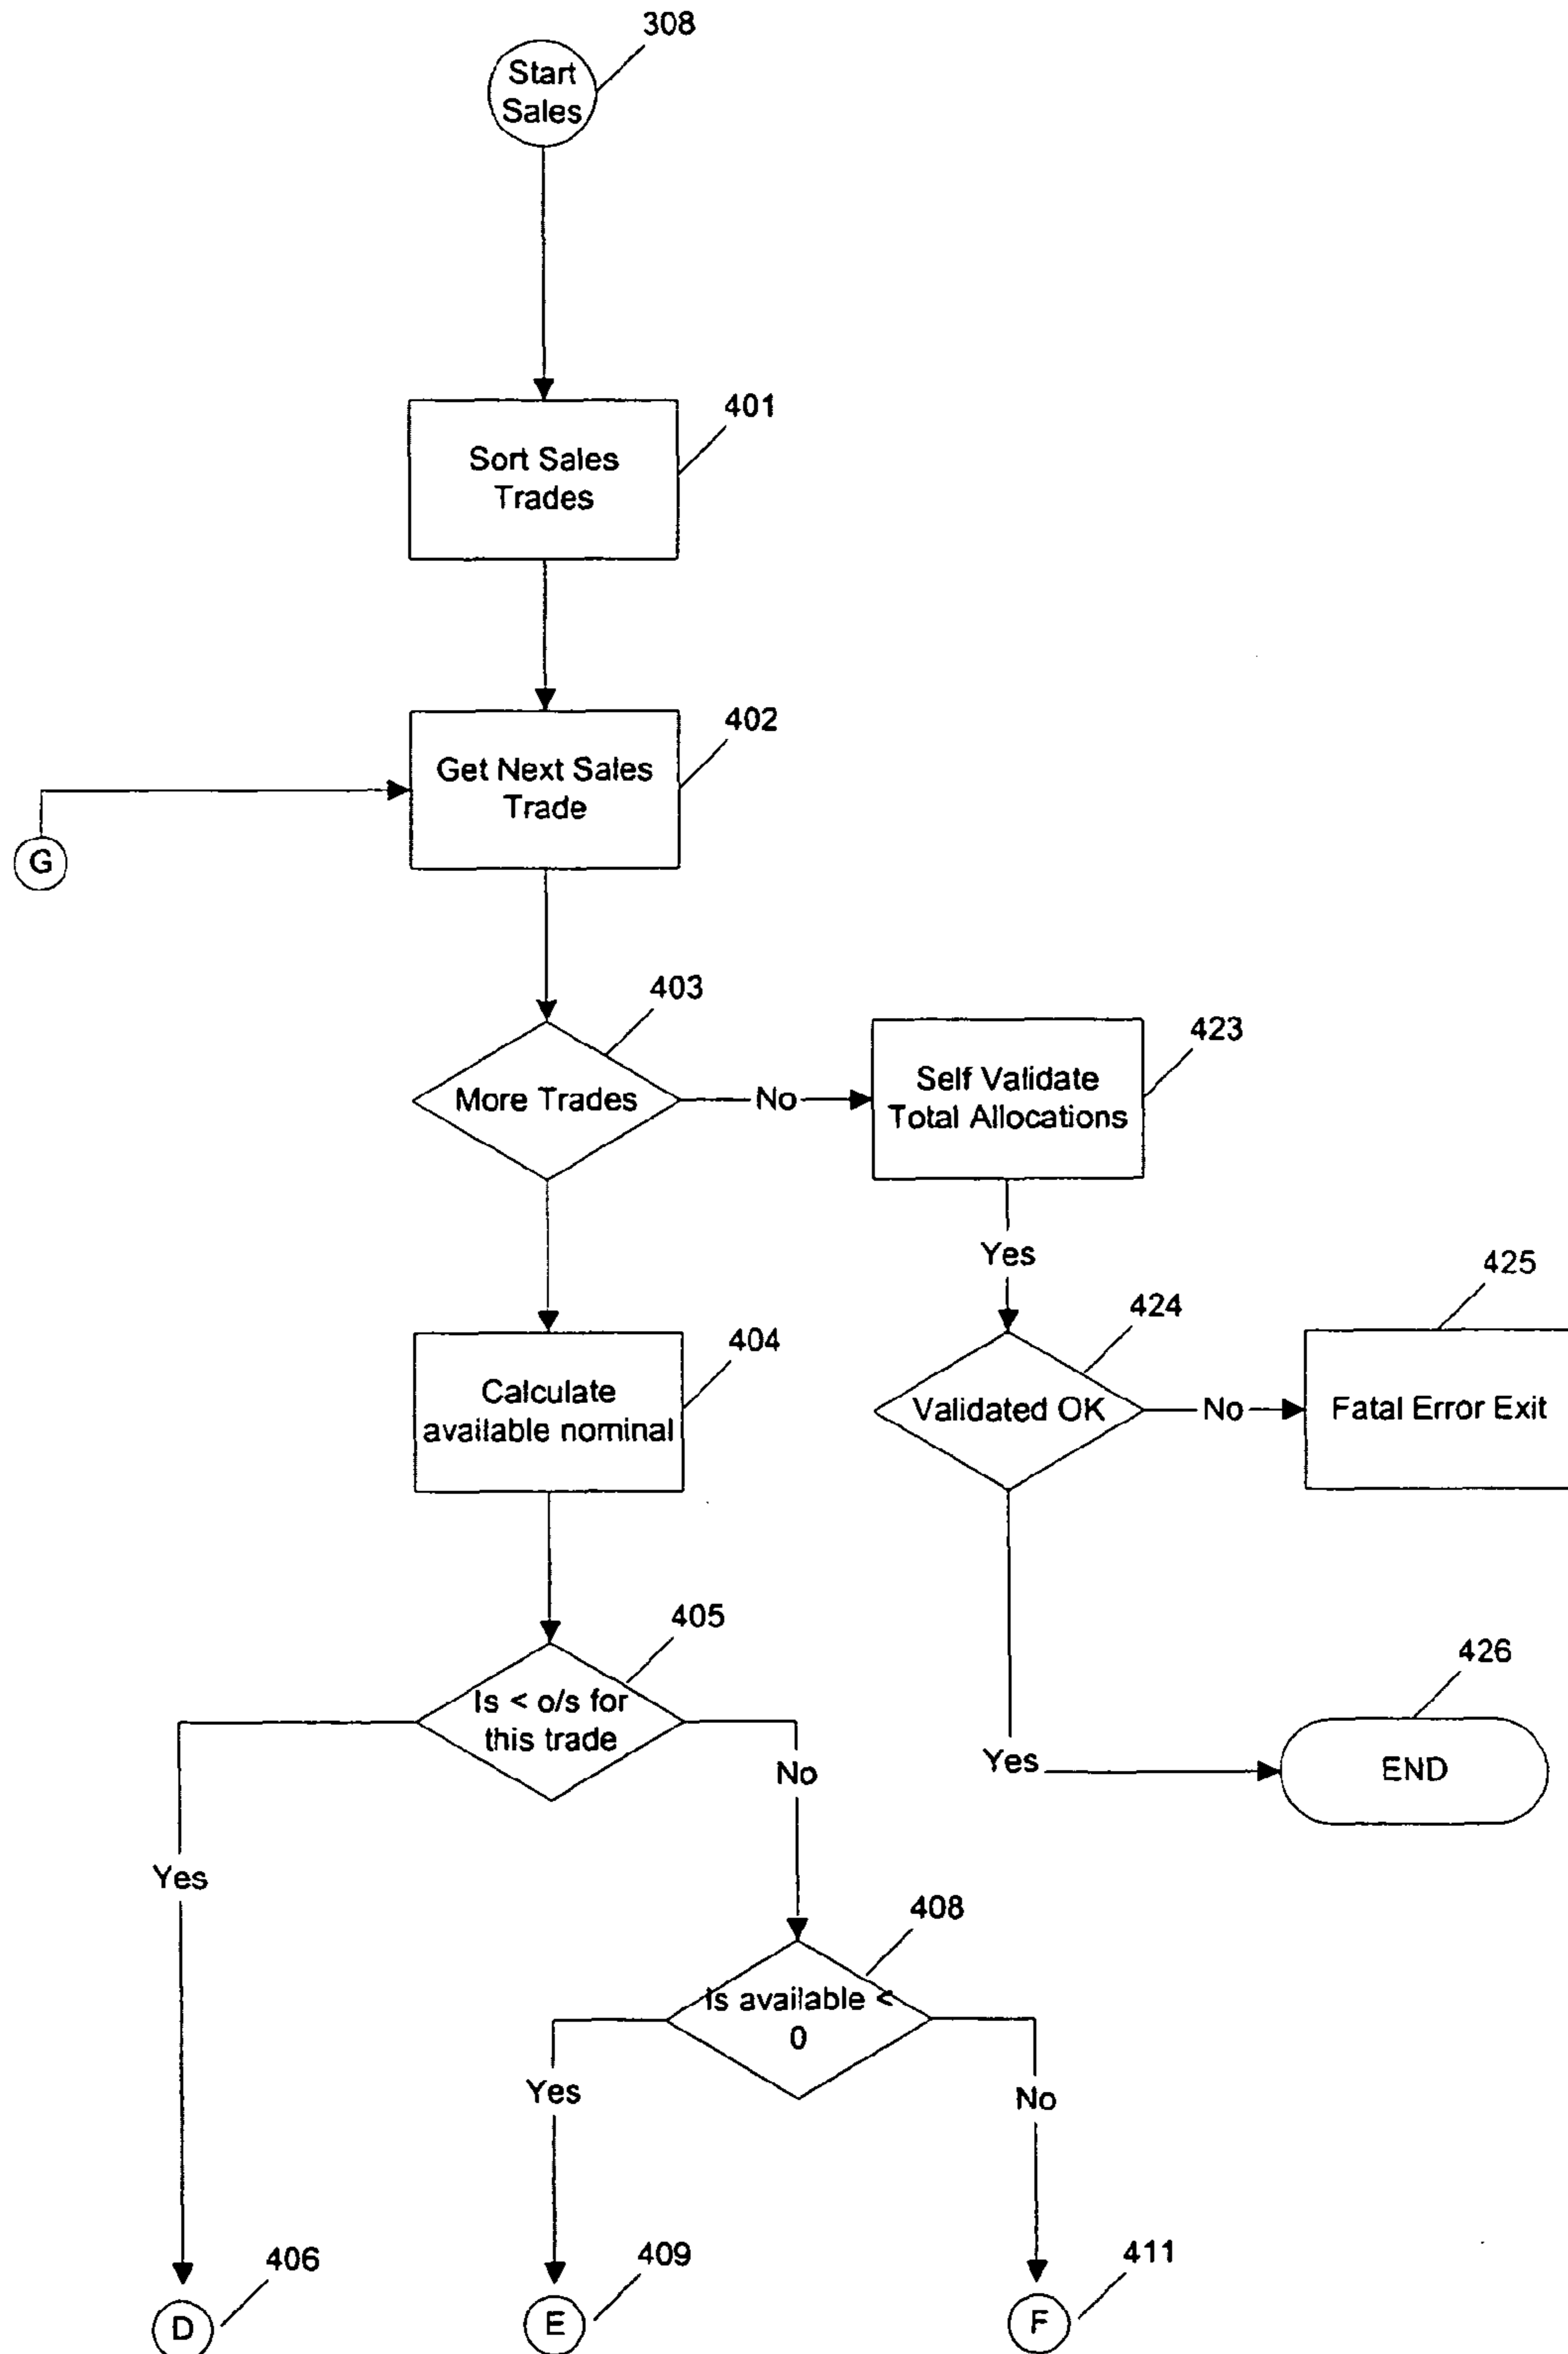 308
Start
Sales
401
Sort Sales
Trades
402
Get Next Sales
Trade
G
403
More Trades
No
423
Self Validate
Total Allocations
Yes
404
Calculate
available nominal
424
Validated OK
No
425
Fatal Error Exit
405
Is < o/s for
this trade
No
Yes
426
END
Yes
408
Is available <
0
Yes
No
406
D
409
E
411
F